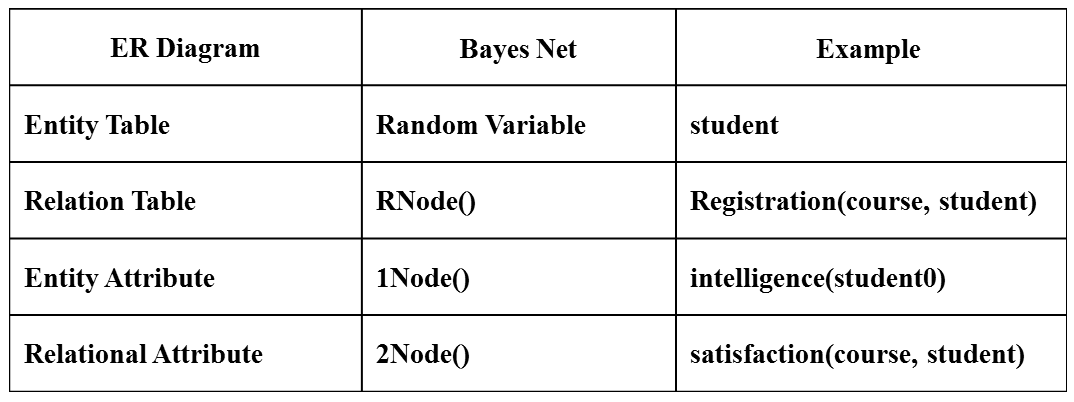 ER Diagram Bayes Net Example
Entity Table Random Variable student
Relation Table RNode() Registration(course, student)
Entity Attribute 1Node() intelligence(student0)
Relational Attribute 2Node() satisfaction(course, student)